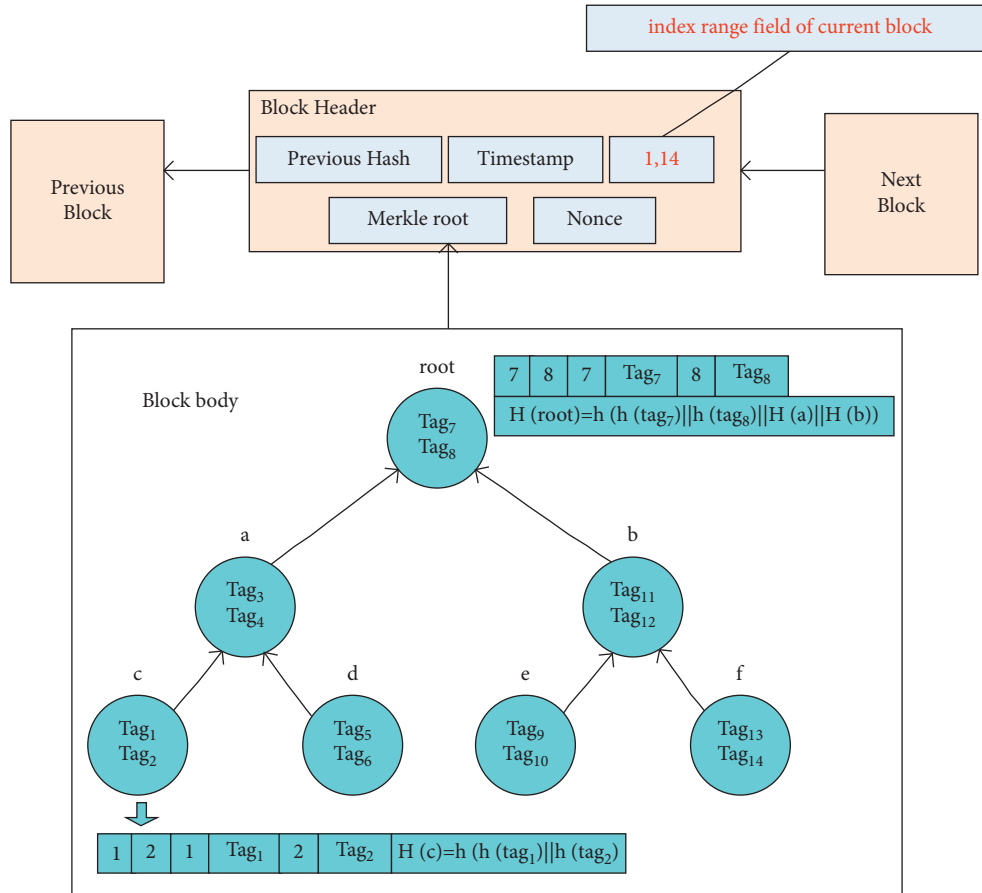 index range field of current block
Block Header
Previous Hash
Timestamp
1,14
Merkle root
Nonce
Previous
Block
Next
Block
Block body
root
Tag₇
Tag₈
7 8 7 Tag₇ 8 Tag₈
H (root)=h (h (tag₇)||h (tag₈)||H (a)||H (b))
a
Tag₃
Tag₄
b
Tag₁₁
Tag₁₂
c
Tag₁
Tag₂
d
Tag₅
Tag₆
e
Tag₉
Tag₁₀
f
Tag₁₃
Tag₁₄
1 2 1 Tag₁ 2 Tag₂ H (c)=h (h (tag₁)||h (tag₂)